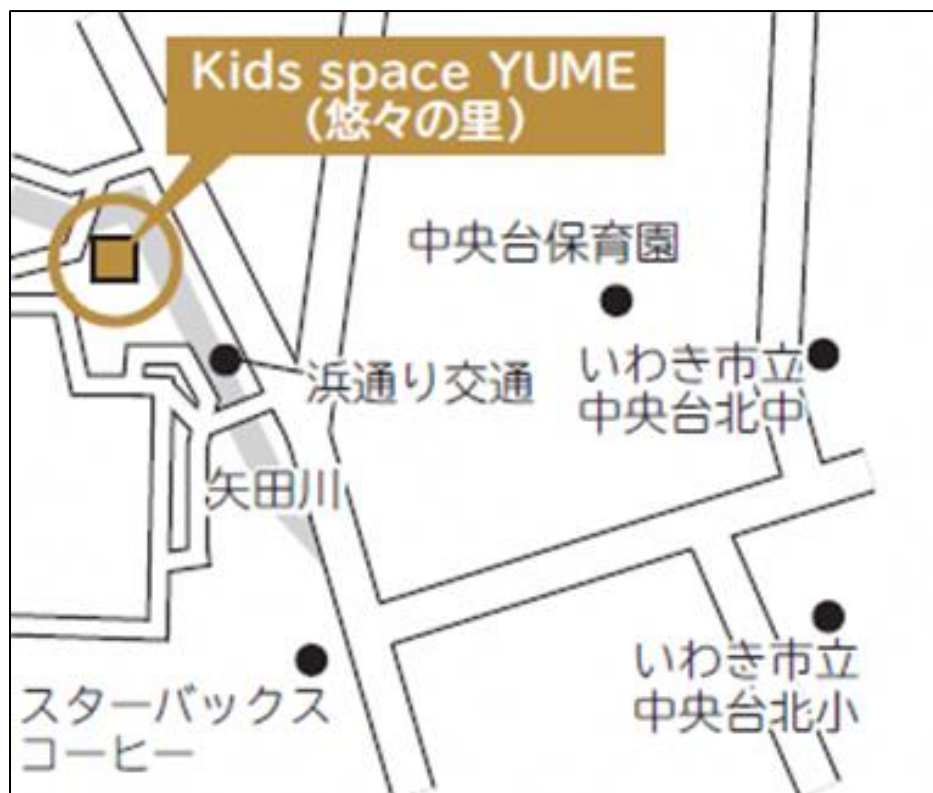 Kids space YUME
(悠々の里)
中央台保育園
いわき市立
中央台北中
浜通り交通
矢田川
いわき市立
中央台北小
スターバックス
コーヒー